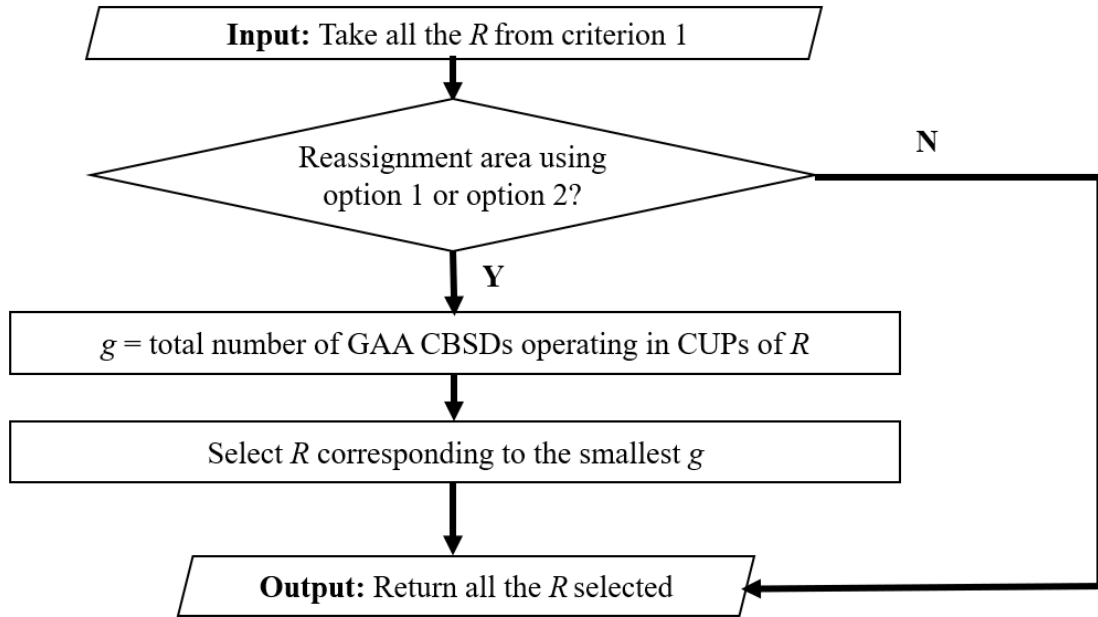 Input: Take all the R from criterion 1
Reassignment area using
option 1 or option 2?
N
Y
g = total number of GAA CBSDs operating in CUPs of R
Select R corresponding to the smallest g
Output: Return all the R selected